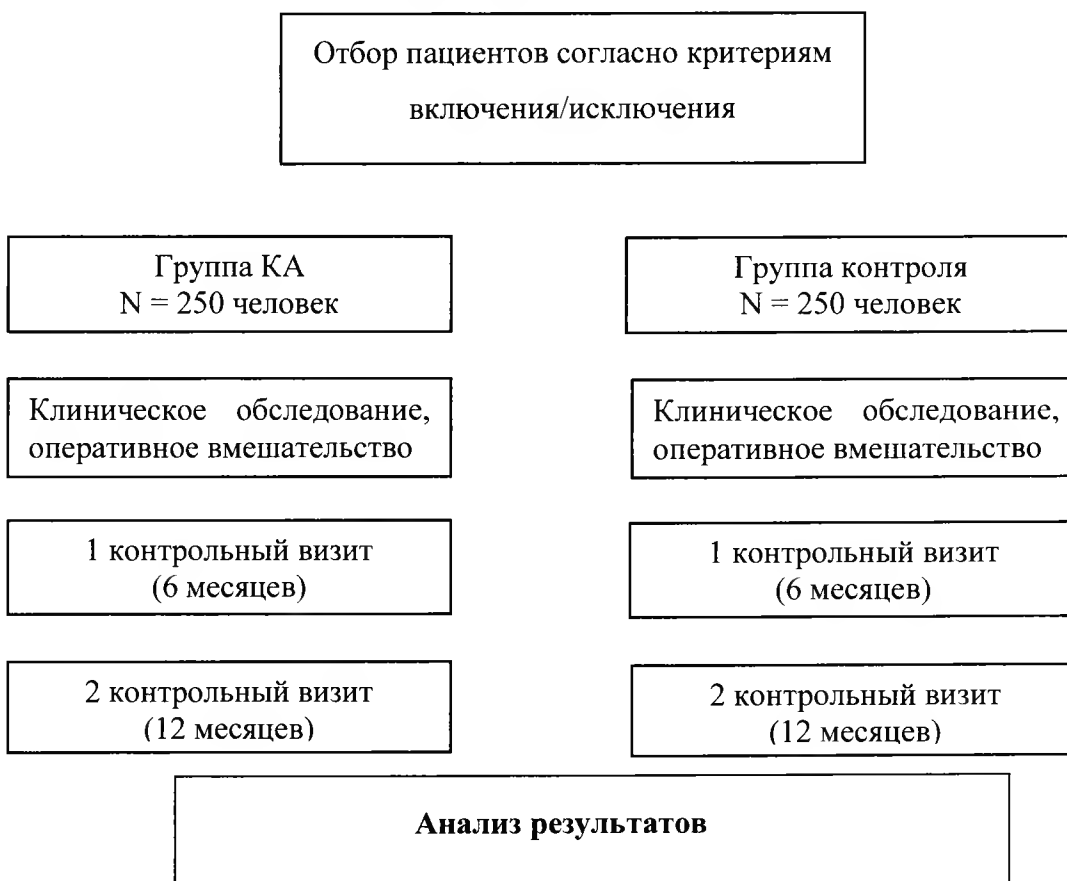 Отбор пациентов согласно критериям
включения/исключения
Группа КА
N = 250 человек
Группа контроля
N = 250 человек
Клиническое обследование,
оперативное вмешательство
Клиническое обследование,
оперативное вмешательство
1 контрольный визит
(6 месяцев)
1 контрольный визит
(6 месяцев)
2 контрольный визит
(12 месяцев)
2 контрольный визит
(12 месяцев)
Анализ результатов